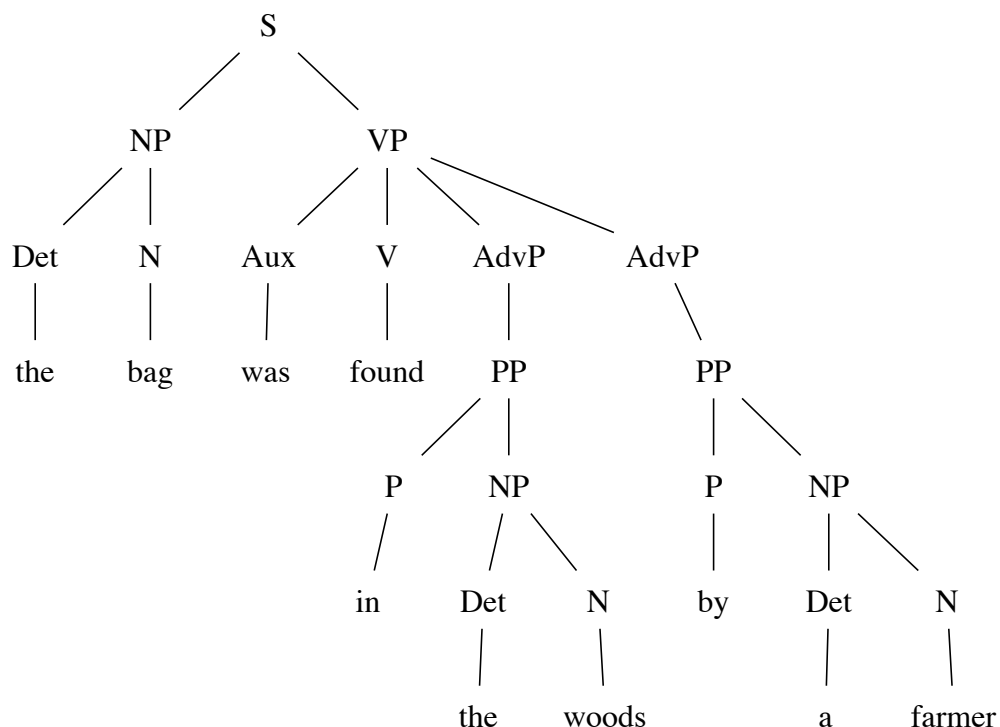 S
NP VP
Det N Aux V AdvP AdvP
the bag was found PP PP
P NP P NP
in Det N by Det N
the woods a farmer